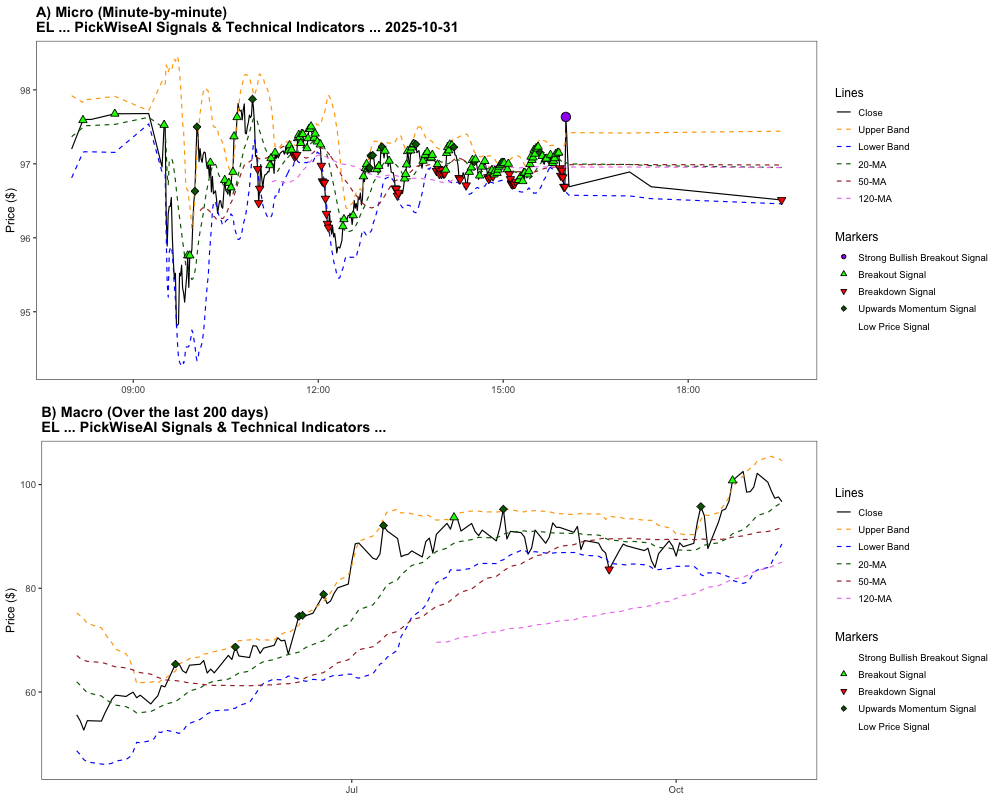 A) Micro (Minute-by-minute)
EL ... PickWiseAI Signals & Technical Indicators ... 2025-10-31
Price ($)
98
97
96
95
09:00
12:00
15:00
18:00
Lines
Close
Upper Band
Lower Band
20-MA
50-MA
120-MA
Markers
Strong Bullish Breakout Signal
Breakout Signal
Breakdown Signal
Upwards Momentum Signal
Low Price Signal
B) Macro (Over the last 200 days)
EL ... PickWiseAI Signals & Technical Indicators ...
Price ($)
100
80
60
Jul
Oct
Lines
Close
Upper Band
Lower Band
20-MA
50-MA
120-MA
Markers
Strong Bullish Breakout Signal
Breakout Signal
Breakdown Signal
Upwards Momentum Signal
Low Price Signal